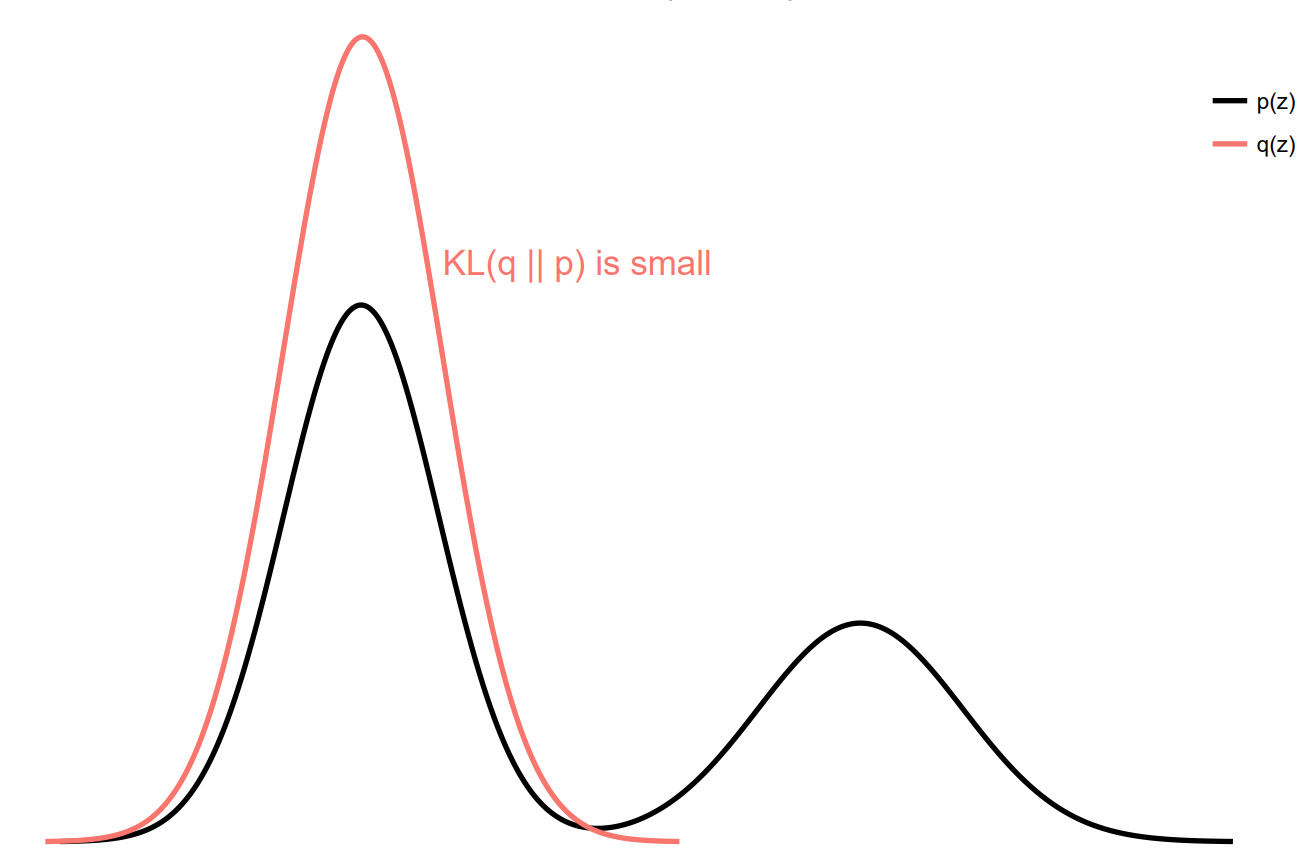 p(z)
q(z)
KL(q || p) is small